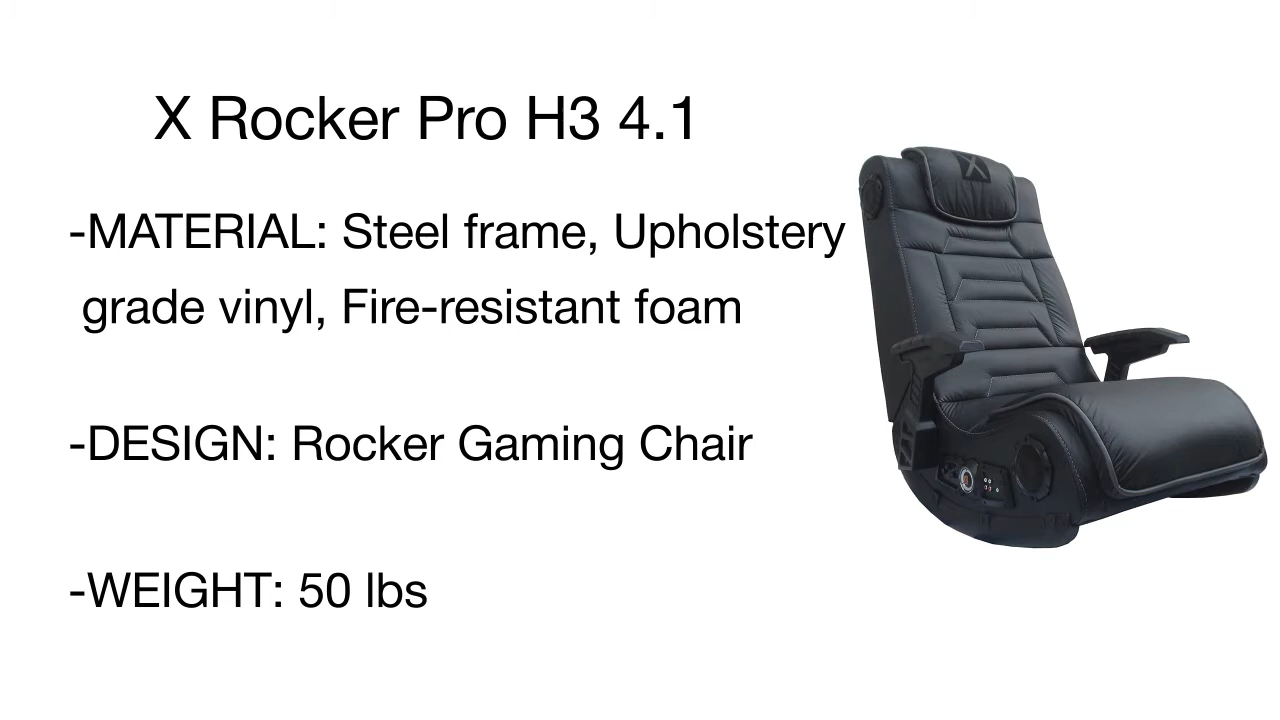 X Rocker Pro H3 4.1
-MATERIAL: Steel frame, Upholstery
grade vinyl, Fire-resistant foam
-DESIGN: Rocker Gaming Chair
-WEIGHT: 50 lbs
X